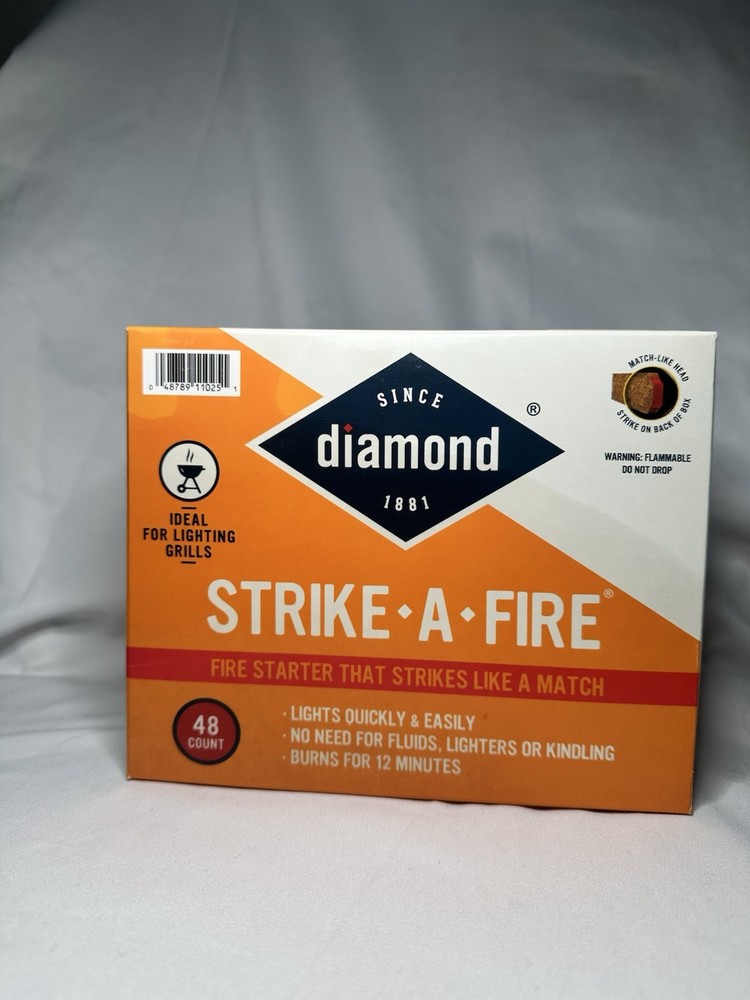 0 48789 11025 1
SINCE
diamond
®
1881
MATCH-LIKE HEAD
STRIKE ON BACK OF BOX
WARNING: FLAMMABLE
DO NOT DROP
IDEAL
FOR LIGHTING
GRILLS
STRIKE·A·FIRE®
FIRE STARTER THAT STRIKES LIKE A MATCH
48
COUNT
· LIGHTS QUICKLY & EASILY
· NO NEED FOR FLUIDS, LIGHTERS OR KINDLING
· BURNS FOR 12 MINUTES